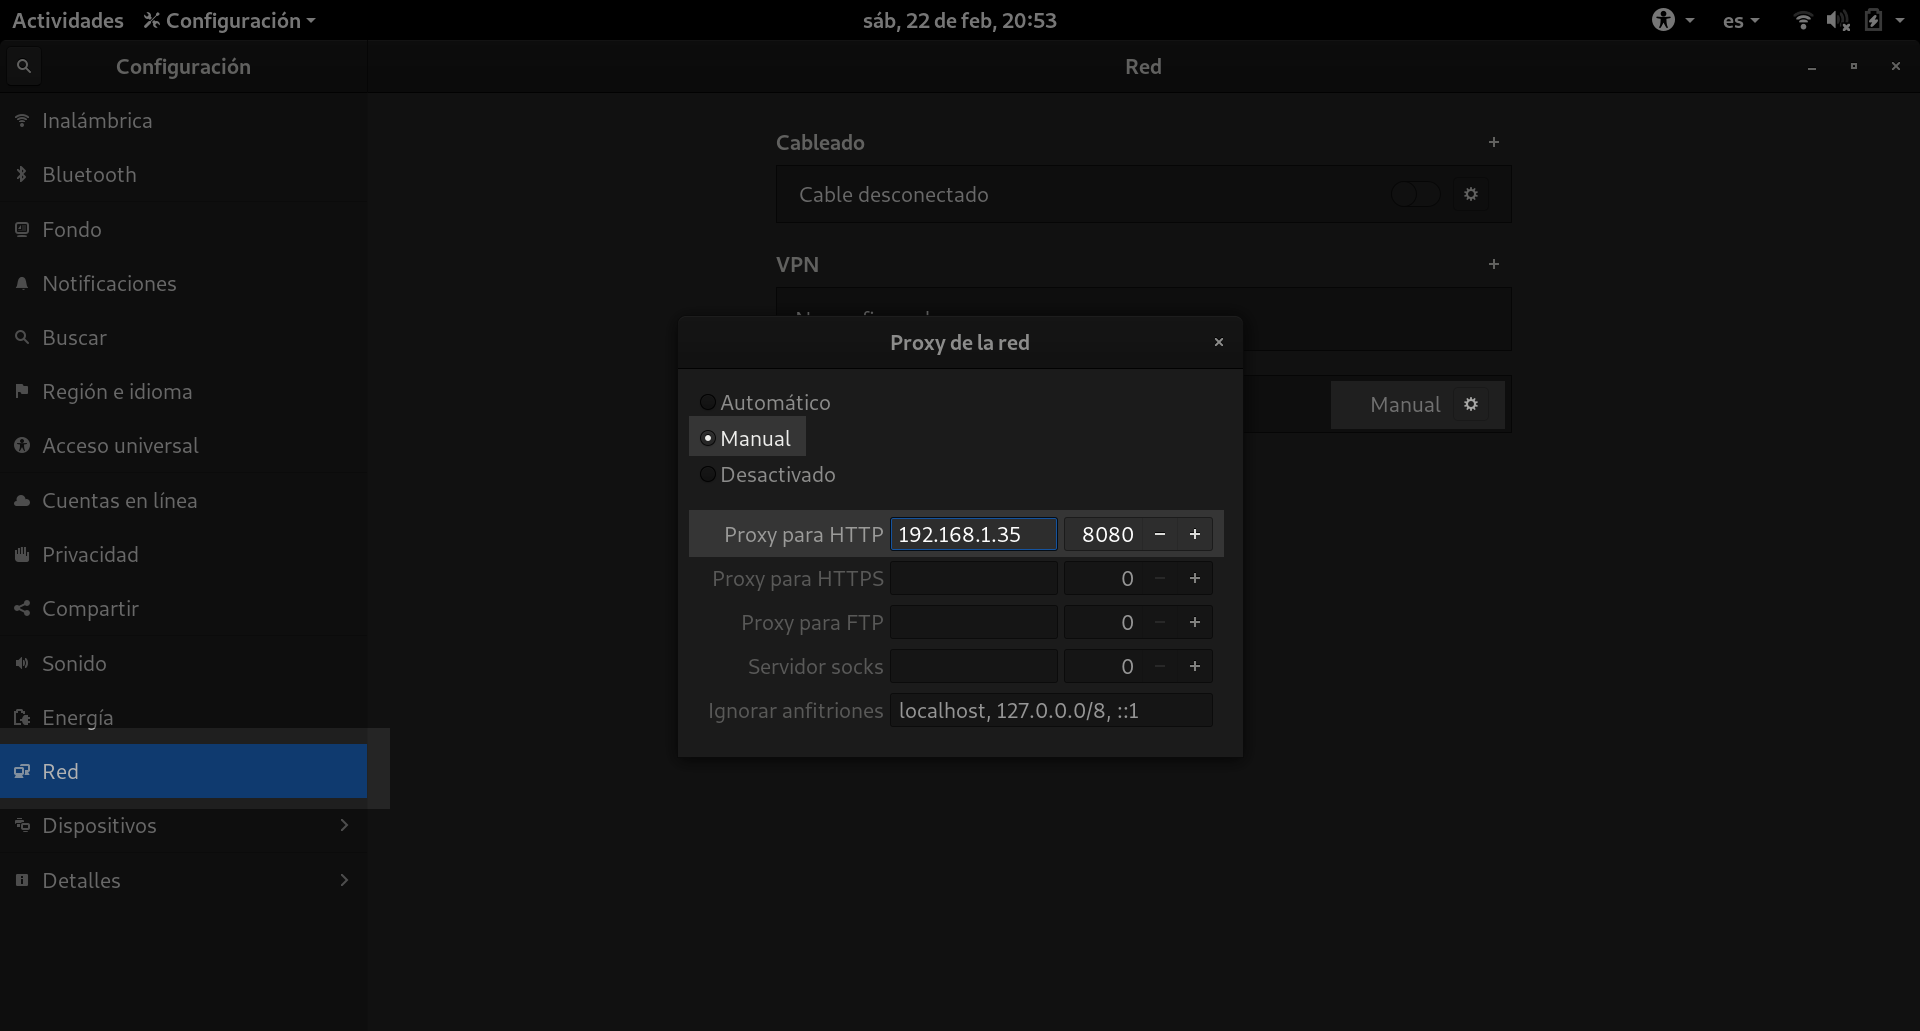 Actividades Configuración sáb, 22 de feb, 20:53 es
Configuración Red
Inalámbrica
Bluetooth
Fondo
Notificaciones
Buscar
Región e idioma
Acceso universal
Cuentas en línea
Privacidad
Compartir
Sonido
Energía
Red
Dispositivos
Detalles
Cableado +
Cable desconectado
VPN +
Manual
Proxy de la red
Automático
Manual
Desactivado
Proxy para HTTP 192.168.1.35 8080 − +
Proxy para HTTPS 0 − +
Proxy para FTP 0 − +
Servidor socks 0 − +
Ignorar anfitriones localhost, 127.0.0.0/8, ::1